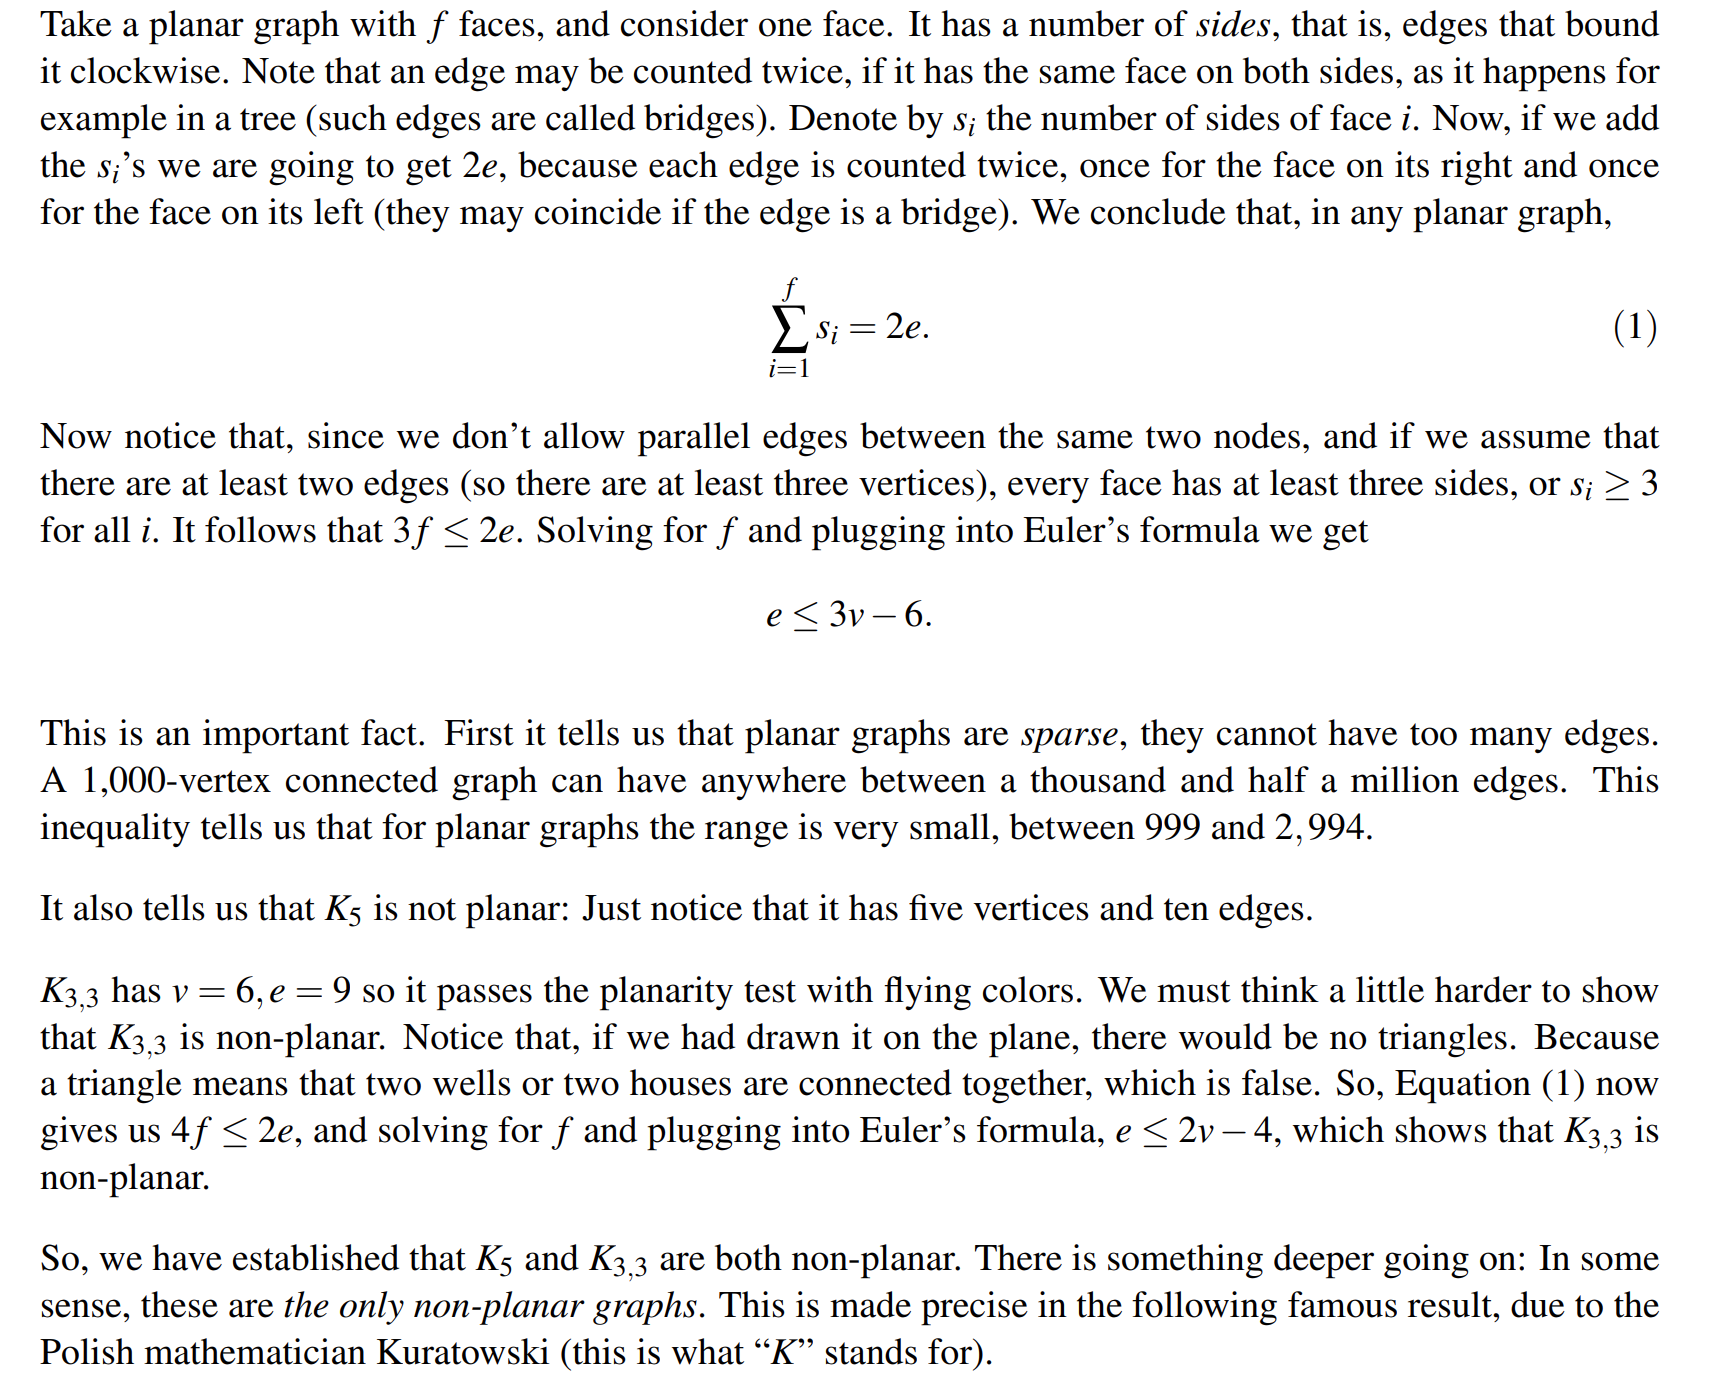 Take a planar graph with f faces, and consider one face. It has a number of sides, that is, edges that bound
it clockwise. Note that an edge may be counted twice, if it has the same face on both sides, as it happens for
example in a tree (such edges are called bridges). Denote by s_i the number of sides of face i. Now, if we add
the s_i’s we are going to get 2e, because each edge is counted twice, once for the face on its right and once
for the face on its left (they may coincide if the edge is a bridge). We conclude that, in any planar graph,
\sum_{i=1}^{f} s_i = 2e. (1)
Now notice that, since we don’t allow parallel edges between the same two nodes, and if we assume that
there are at least two edges (so there are at least three vertices), every face has at least three sides, or s_i ≥ 3
for all i. It follows that 3f ≤ 2e. Solving for f and plugging into Euler’s formula we get
e ≤ 3v − 6.
This is an important fact. First it tells us that planar graphs are sparse, they cannot have too many edges.
A 1,000-vertex connected graph can have anywhere between a thousand and half a million edges. This
inequality tells us that for planar graphs the range is very small, between 999 and 2,994.
It also tells us that K_5 is not planar: Just notice that it has five vertices and ten edges.
K_{3,3} has v = 6, e = 9 so it passes the planarity test with flying colors. We must think a little harder to show
that K_{3,3} is non-planar. Notice that, if we had drawn it on the plane, there would be no triangles. Because
a triangle means that two wells or two houses are connected together, which is false. So, Equation (1) now
gives us 4f ≤ 2e, and solving for f and plugging into Euler’s formula, e ≤ 2v − 4, which shows that K_{3,3} is
non-planar.
So, we have established that K_5 and K_{3,3} are both non-planar. There is something deeper going on: In some
sense, these are the only non-planar graphs. This is made precise in the following famous result, due to the
Polish mathematician Kuratowski (this is what “K” stands for).